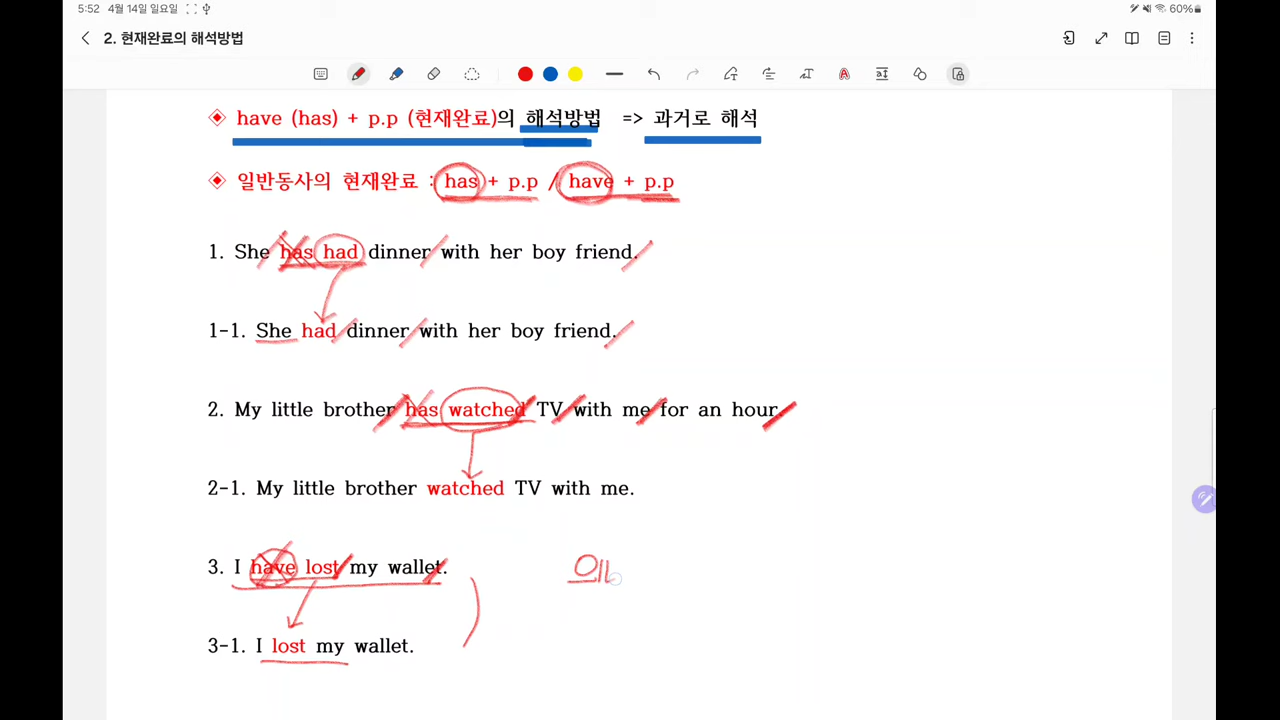 5:52 4월 14일 일요일 60%
2. 현재완료의 해석방법
◈ have (has) + p.p (현재완료)의 해석방법 => 과거로 해석
◈ 일반동사의 현재완료 : has + p.p / have + p.p
1. She has had dinner with her boy friend.
1-1. She had dinner with her boy friend.
2. My little brother has watched TV with me for an hour.
2-1. My little brother watched TV with me.
3. I have lost my wallet.
3-1. I lost my wallet.